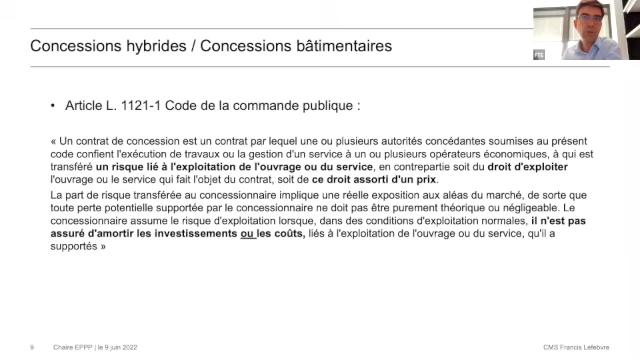 Concessions hybrides / Concessions bâtimentaires
• Article L. 1121-1 Code de la commande publique :
« Un contrat de concession est un contrat par lequel une ou plusieurs autorités concédantes soumises au présent
code confient l'exécution de travaux ou la gestion d'un service à un ou plusieurs opérateurs économiques, à qui est
transféré un risque lié à l'exploitation de l'ouvrage ou du service, en contrepartie soit du droit d'exploiter
l'ouvrage ou le service qui fait l'objet du contrat, soit de ce droit assorti d'un prix.
La part de risque transférée au concessionnaire implique une réelle exposition aux aléas du marché, de sorte que
toute perte potentielle supportée par le concessionnaire ne doit pas être purement théorique ou négligeable. Le
concessionnaire assume le risque d'exploitation lorsque, dans des conditions d'exploitation normales, il n'est pas
assuré d'amortir les investissements ou les coûts, liés à l'exploitation de l'ouvrage ou du service, qu'il a
supportés »
9 Chaire EPPP | le 9 juin 2022 CMS Francis Lefebvre